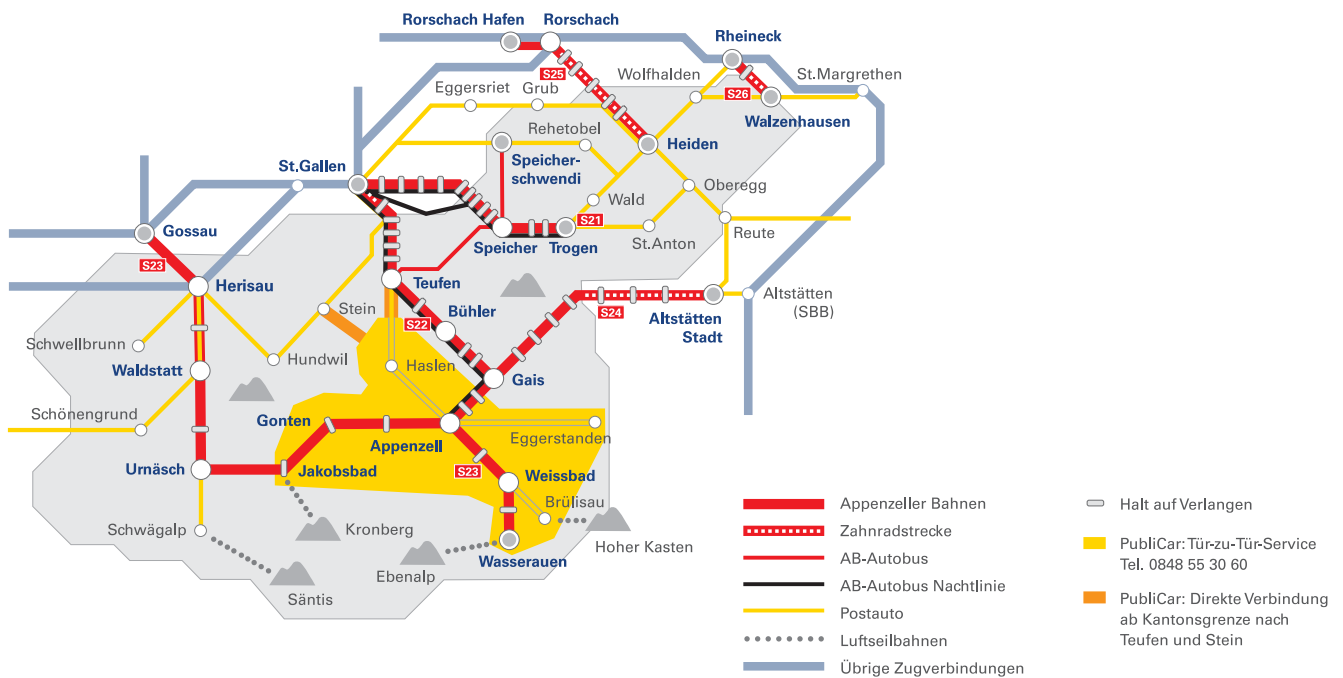 Rorschach Hafen
Rorschach
Rheineck
S25
Wolfhalden
St.Margrethen
Eggersriet
Grub
S26
Walzenhausen
Rehetobel
Heiden
St.Gallen
Speicher-
schwendi
Oberegg
Wald
Gossau
S21
Speicher
Trogen
St.Anton
Reute
S23
Herisau
Teufen
Stein
Bühler
S22
S24
Altstätten
Stadt
Altstätten
(SBB)
Schwellbrunn
Hundwil
Haslen
Waldstatt
Gais
Schönengrund
Gonten
Appenzell
Eggerstanden
Urnäsch
Jakobsbad
S23
Weissbad
Brülisau
Schwägalp
Kronberg
Hoher Kasten
Ebenalp
Wasserauen
Säntis
Appenzeller Bahnen
Zahnradstrecke
AB-Autobus
AB-Autobus Nachtlinie
Postauto
Luftseilbahnen
Übrige Zugverbindungen
Halt auf Verlangen
PubliCar: Tür-zu-Tür-Service
Tel. 0848 55 30 60
PubliCar: Direkte Verbindung
ab Kantonsgrenze nach
Teufen und Stein